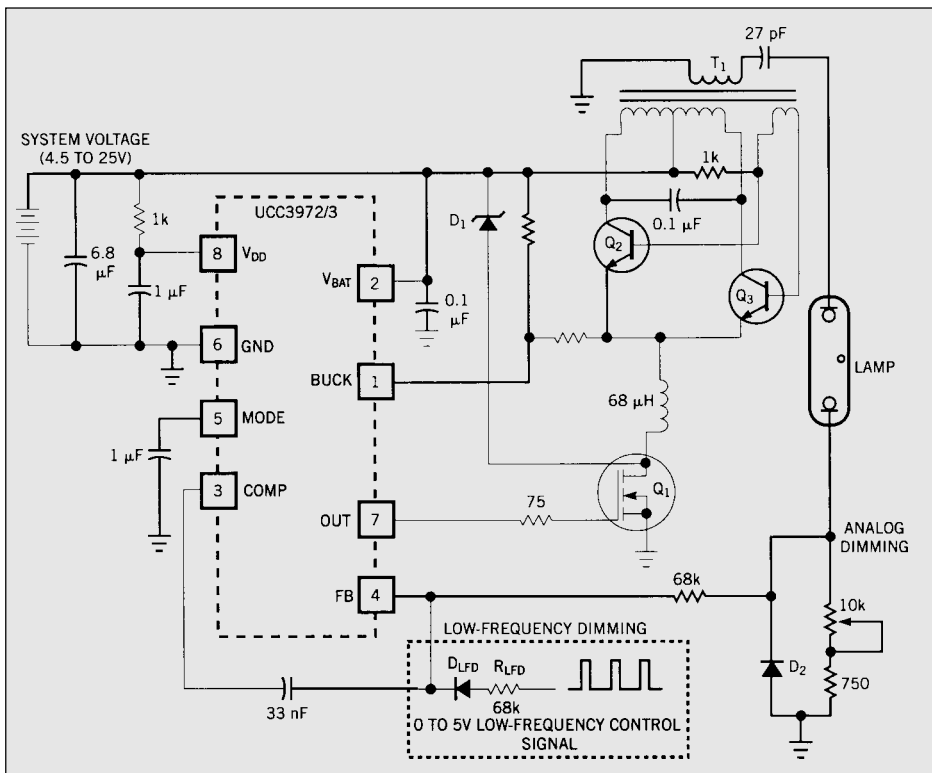 27 pF
T1
SYSTEM VOLTAGE
(4.5 TO 25V)
1k
UCC3972/3
1k
D1
0.1 µF
6.8
µF
8
VDD
Q2
1 µF
VBAT
2
0.1
µF
Q3
6
GND
BUCK
1
LAMP
68 µH
5
MODE
1 µF
3
COMP
Q1
OUT
7
75
ANALOG
DIMMING
FB
4
68k
10k
LOW-FREQUENCY DIMMING
DLFD
RLFD
D2
750
33 nF
68k
0 TO 5V LOW-FREQUENCY CONTROL
SIGNAL